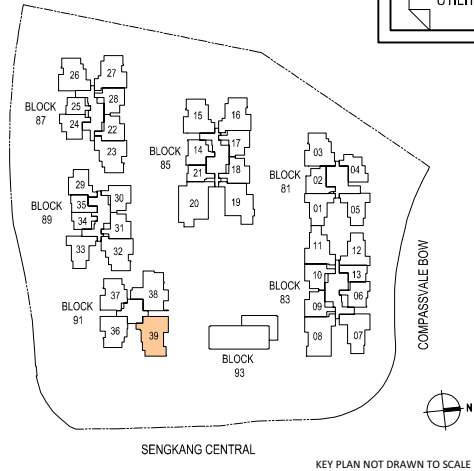 UTILIT
26 27
BLOCK 87
25 28
24 22
23
15 16
BLOCK 85
14 17
21 18
20 19
03 04
BLOCK 81
02
01 05
29 30
BLOCK 89
35
34 31
33 32
11 12
10 13
BLOCK 83
09 06
08 07
37 38
BLOCK 91
36 39
BLOCK 93
COMPASSVALE BOW
N
SENGKANG CENTRAL
KEY PLAN NOT DRAWN TO SCALE